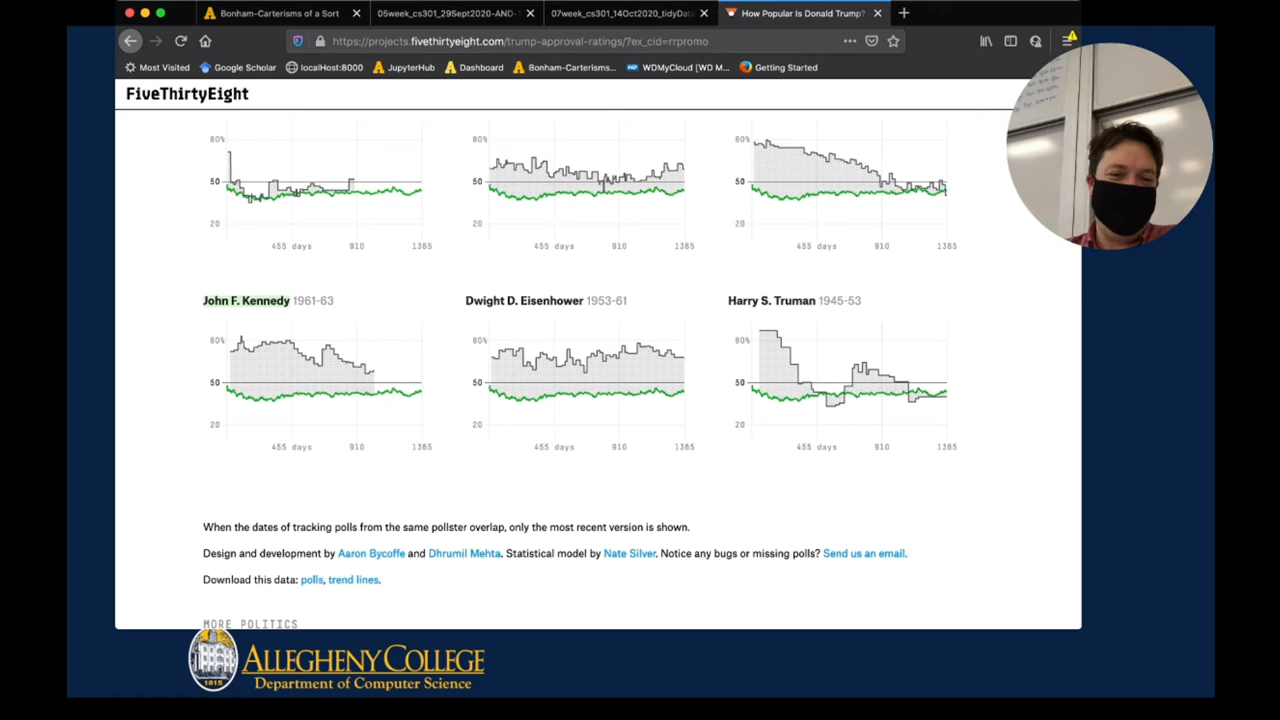 Bonham-Carterisms of a Sort
05week_cs301_29Sept2020-AND-
07week_cs301_14Oct2020_tidyData
How Popular Is Donald Trump?
https://projects.fivethirtyeight.com/trump-approval-ratings/?ex_cid=rrpromo
Most Visited
Google Scholar
localHost:8000
JupyterHub
Dashboard
Bonham-Carterisms...
WD WDMyCloud [WD M...
Getting Started
FiveThirtyEight
80% 80% 80%
50 50 50
20 20 20
455 days 910 1385 455 days 910 1385 455 days 910 1385
John F. Kennedy 1961-63 Dwight D. Eisenhower 1953-61 Harry S. Truman 1945-53
80% 80% 80%
50 50 50
20 20 20
455 days 910 1385 455 days 910 1385 455 days 910 1385
When the dates of tracking polls from the same pollster overlap, only the most recent version is shown.
Design and development by Aaron Bycoffe and Dhrumil Mehta. Statistical model by Nate Silver. Notice any bugs or missing polls? Send us an email.
Download this data: polls, trend lines.
MORE POLITICS
1815
ALLEGHENY COLLEGE
Department of Computer Science